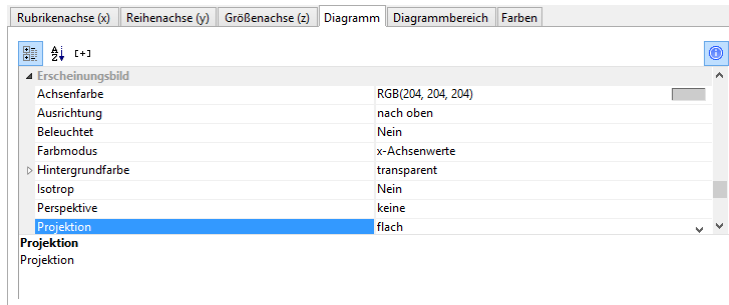 Rubrikenachse (x) Reihenachse (y) Größenachse (z) Diagramm Diagrammbereich Farben
A Z [+]
Erscheinungsbild
Achsenfarbe RGB(204, 204, 204)
Ausrichtung nach oben
Beleuchtet Nein
Farbmodus x-Achsenwerte
Hintergrundfarbe transparent
Isotrop Nein
Perspektive keine
Projektion flach
Projektion
Projektion